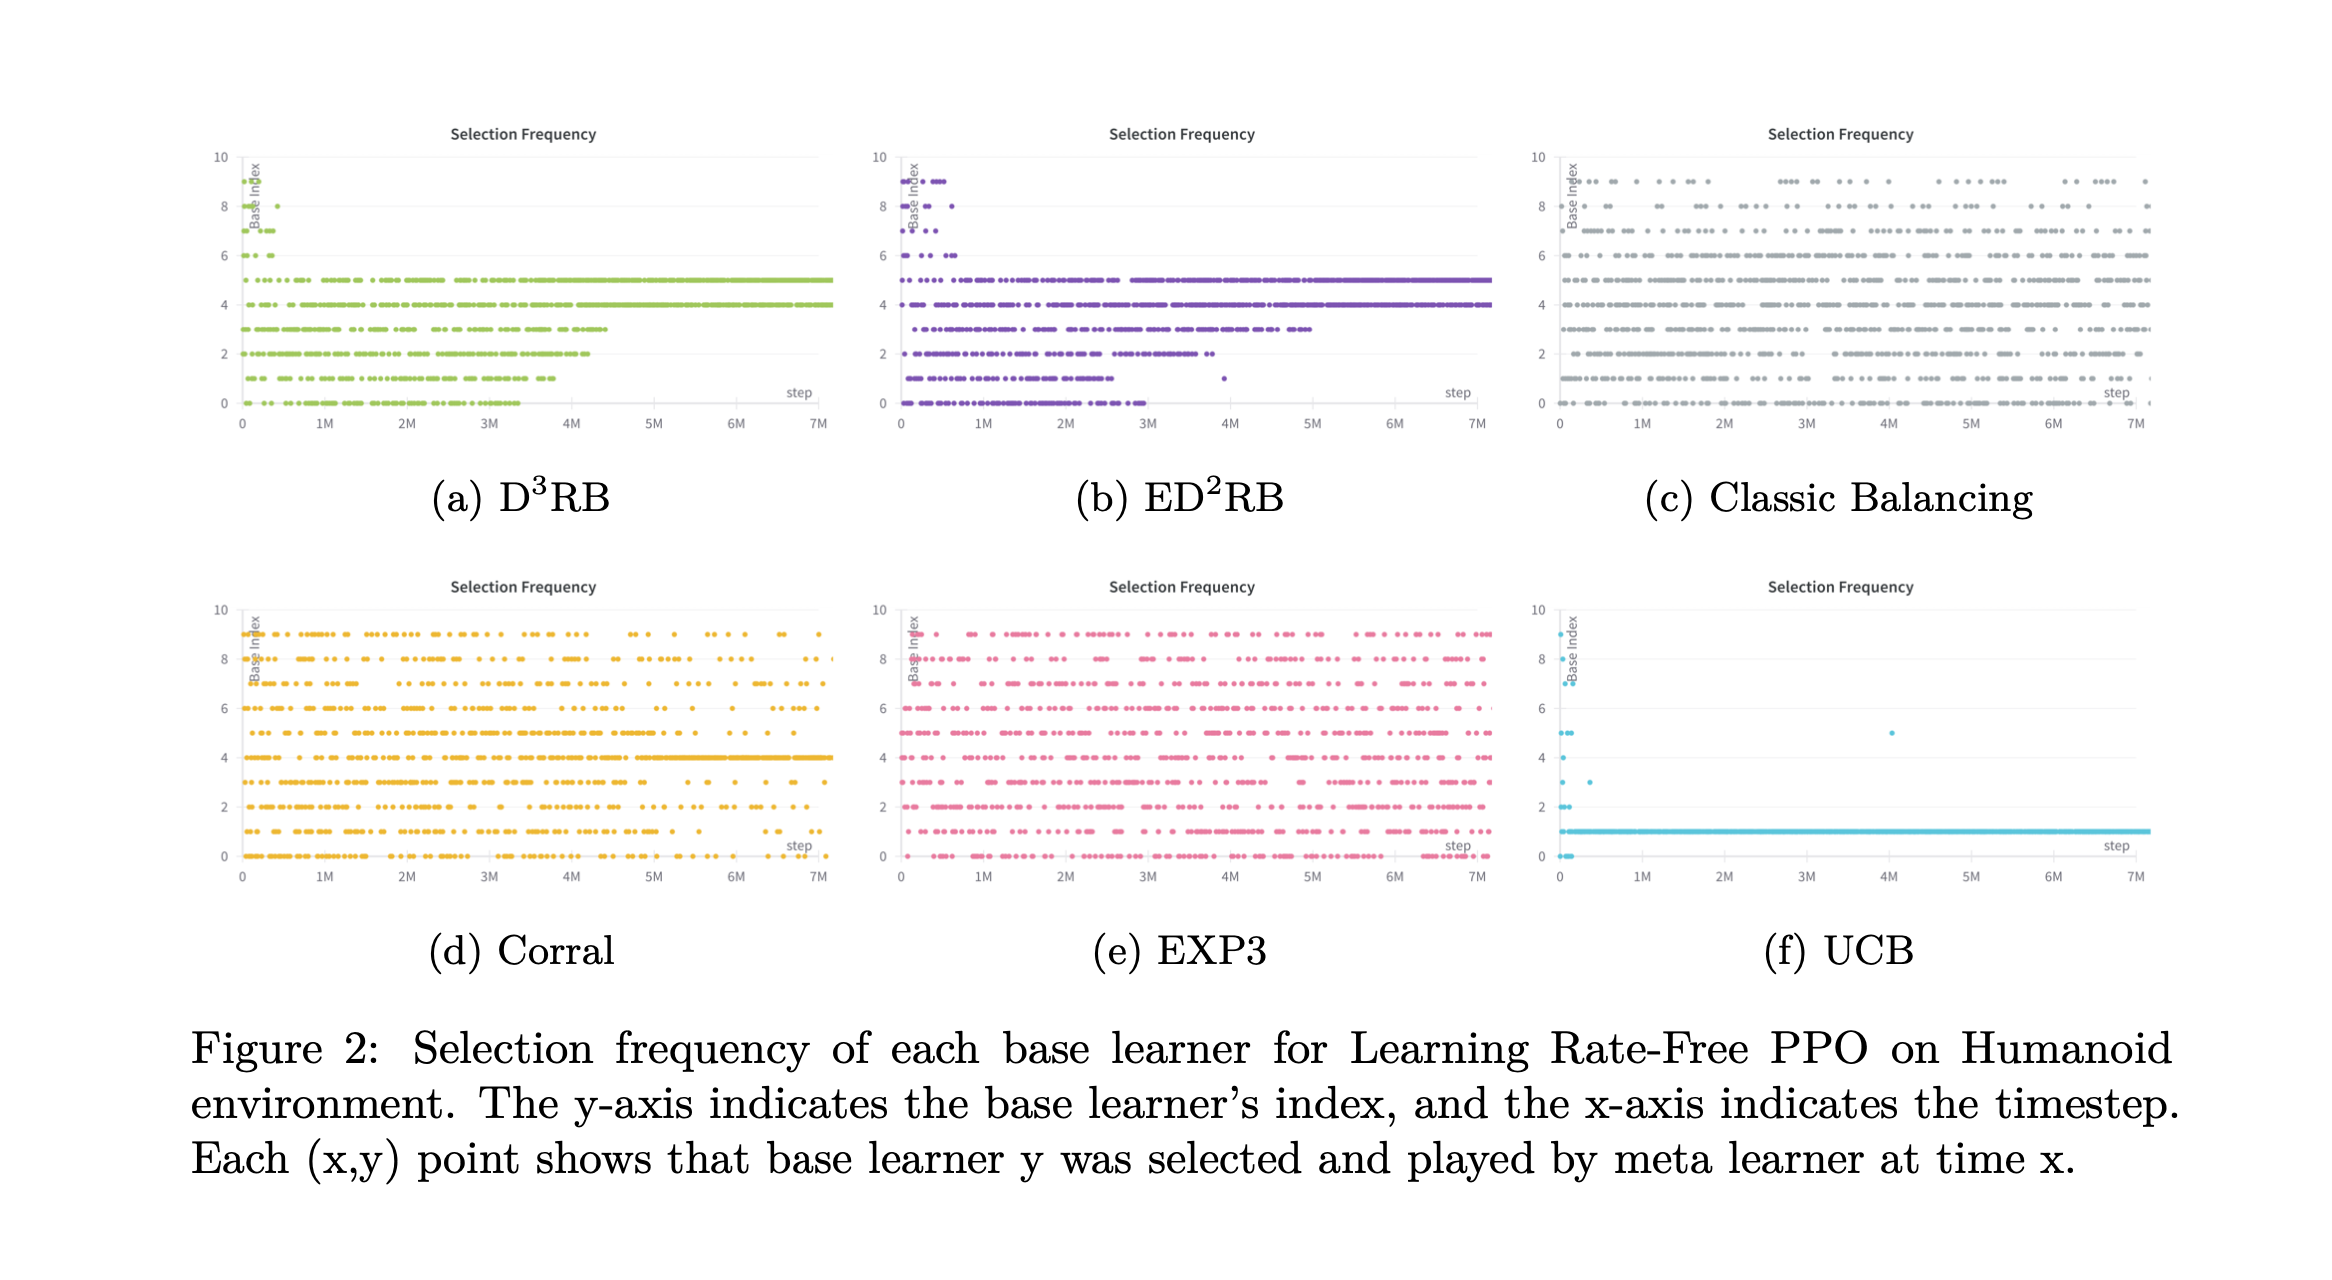 Selection Frequency
Base Index
10
8
6
4
2
0
step
0 1M 2M 3M 4M 5M 6M 7M
(a) D³RB
Selection Frequency
Base Index
10
8
6
4
2
0
step
0 1M 2M 3M 4M 5M 6M 7M
(b) ED²RB
Selection Frequency
Base Index
10
8
6
4
2
0
step
0 1M 2M 3M 4M 5M 6M 7M
(c) Classic Balancing
Selection Frequency
Base Index
10
8
6
4
2
0
step
0 1M 2M 3M 4M 5M 6M 7M
(d) Corral
Selection Frequency
Base Index
10
8
6
4
2
0
step
0 1M 2M 3M 4M 5M 6M 7M
(e) EXP3
Selection Frequency
Base Index
10
8
6
4
2
0
step
0 1M 2M 3M 4M 5M 6M 7M
(f) UCB
Figure 2: Selection frequency of each base learner for Learning Rate-Free PPO on Humanoid
environment. The y-axis indicates the base learner's index, and the x-axis indicates the timestep.
Each (x,y) point shows that base learner y was selected and played by meta learner at time x.